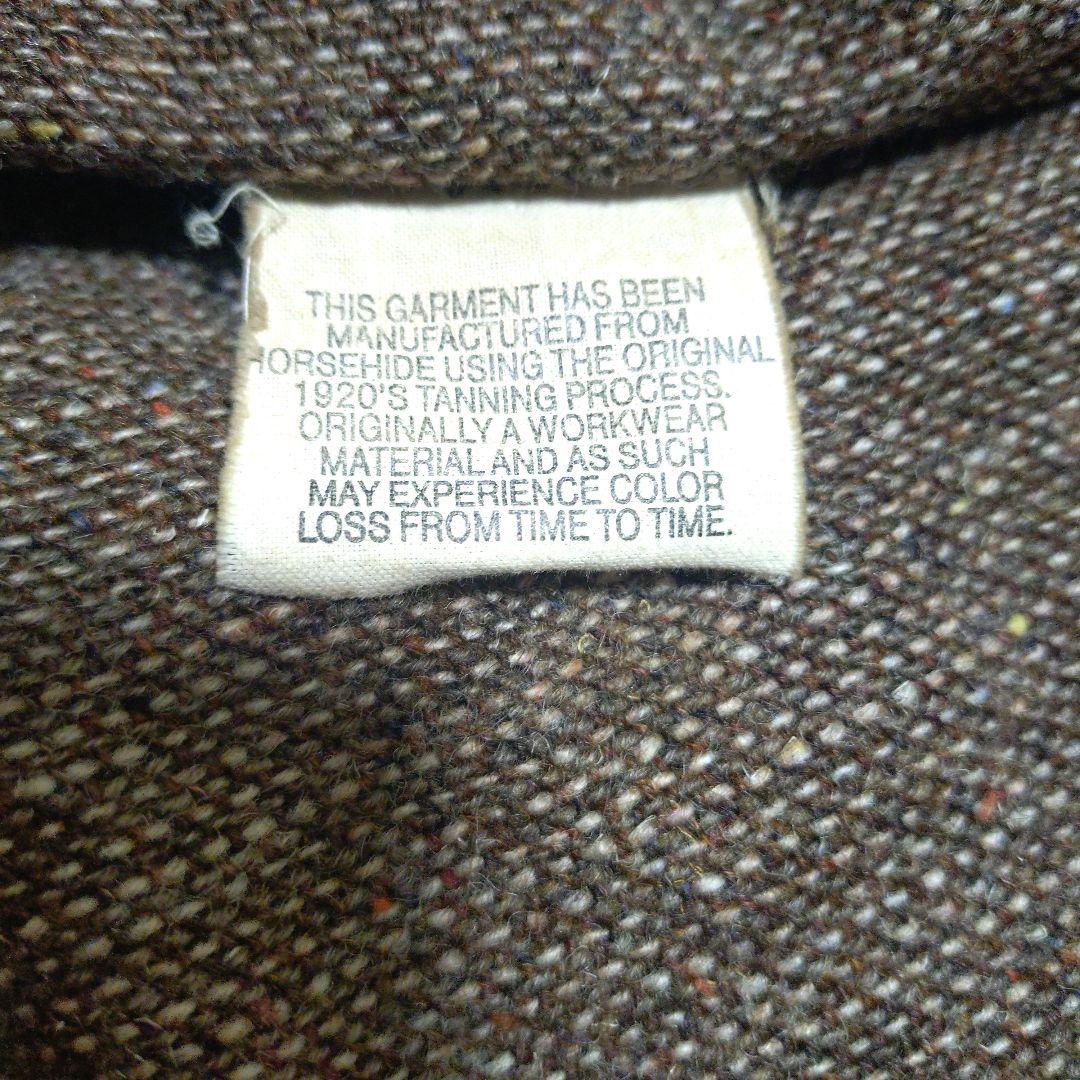 THIS GARMENT HAS BEEN
MANUFACTURED FROM
HORSEHIDE USING THE ORIGINAL
1920'S TANNING PROCESS.
ORIGINALLY A WORKWEAR
MATERIAL AND AS SUCH
MAY EXPERIENCE COLOR
LOSS FROM TIME TO TIME.